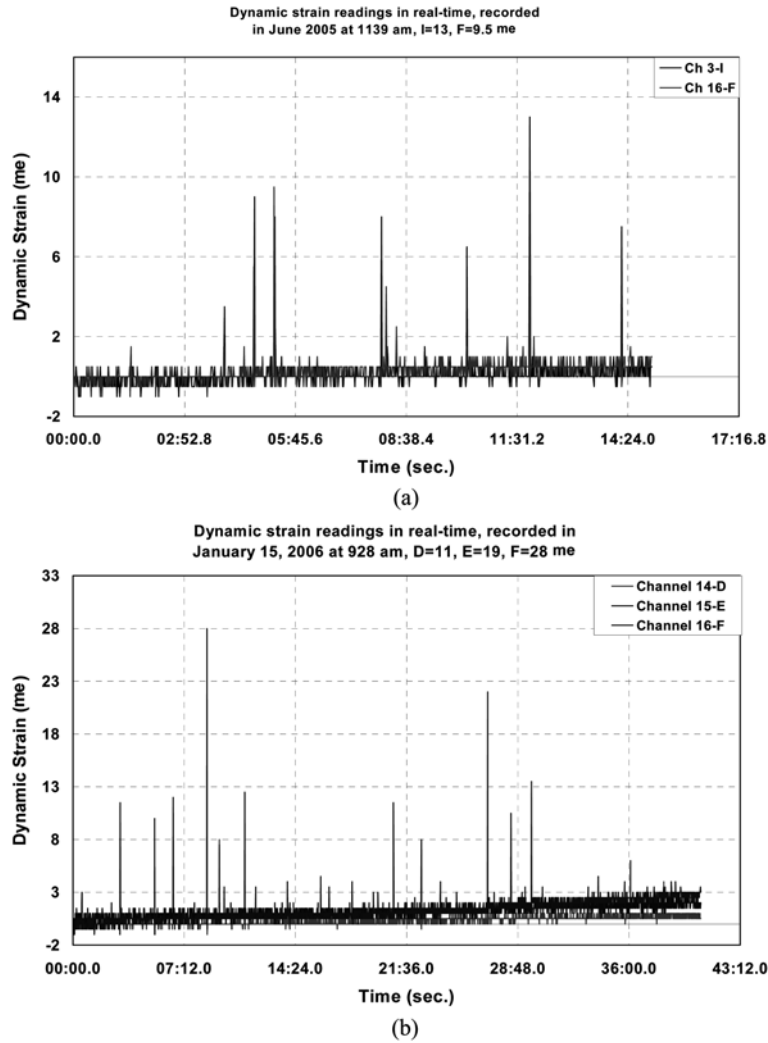 Dynamic strain readings in real-time, recorded
in June 2005 at 1139 am, I=13, F=9.5 me
Ch 3-I
Ch 16-F
Dynamic Strain (me)
14
10
6
2
-2
00:00.0 02:52.8 05:45.6 08:38.4 11:31.2 14:24.0 17:16.8
Time (sec.)
(a)
Dynamic strain readings in real-time, recorded in
January 15, 2006 at 928 am, D=11, E=19, F=28 me
Channel 14-D
Channel 15-E
Channel 16-F
Dynamic Strain (me)
33
28
23
18
13
8
3
-2
00:00.0 07:12.0 14:24.0 21:36.0 28:48.0 36:00.0 43:12.0
Time (sec.)
(b)